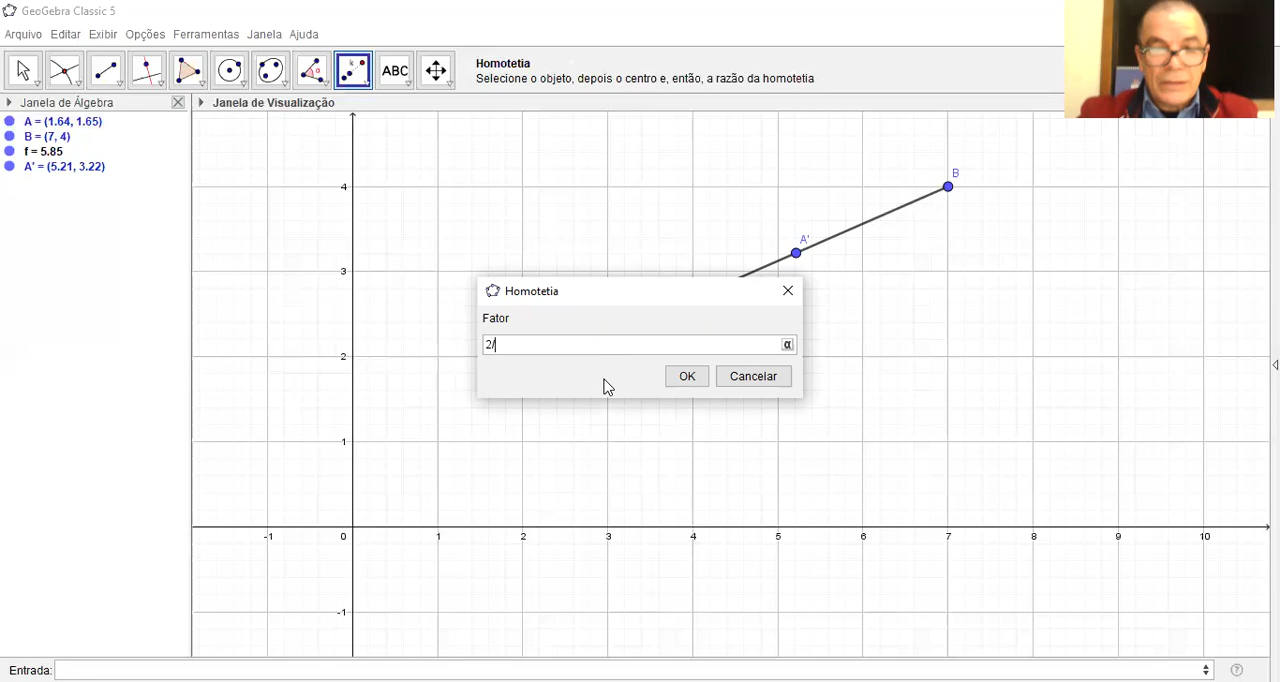 GeoGebra Classic 5
Arquivo Editar Exibir Opções Ferramentas Janela Ajuda
ABC
Homotetia
Selecione o objeto, depois o centro e, então, a razão da homotetia
Janela de Álgebra
Janela de Visualização
A = (1.64, 1.65)
B = (7, 4)
f = 5.85
A' = (5.21, 3.22)
B
4
A'
3
Homotetia
Fator
2/
α
2
OK Cancelar
1
-1 0 1 2 3 4 5 6 7 8 9 10
-1
Entrada: